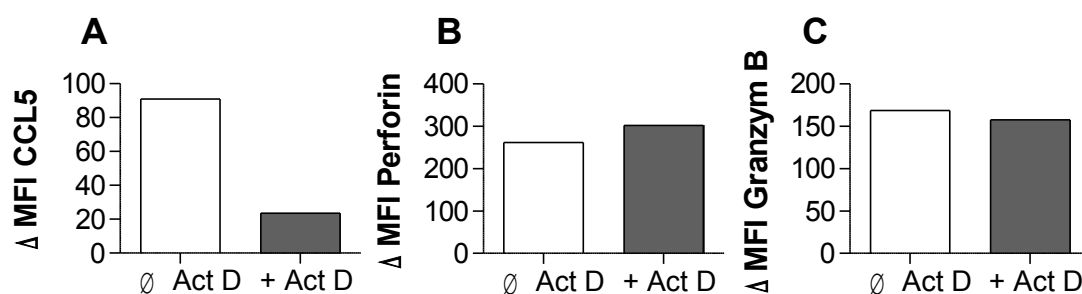 A
Δ MFI CCL5
100
80
60
40
20
0
∅ Act D
+ Act D
B
Δ MFI Perforin
400
300
200
100
0
∅ Act D
+ Act D
C
Δ MFI Granzym B
200
150
100
50
0
∅ Act D
+ Act D